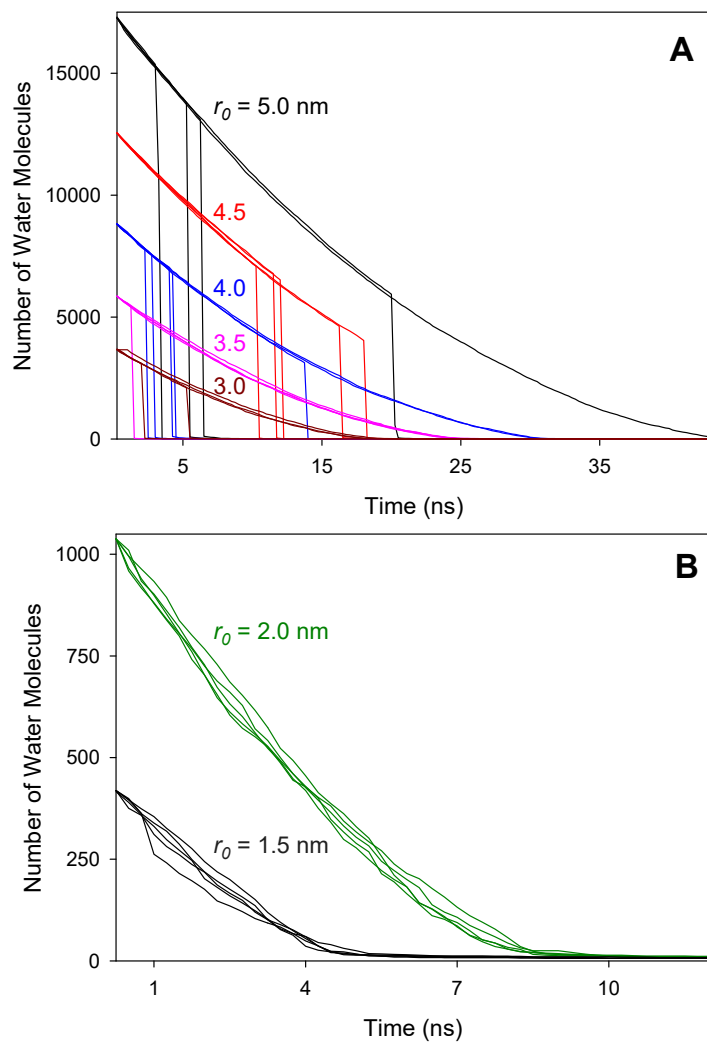 A
Number of Water Molecules
15000
10000
5000
0
r0 = 5.0 nm
4.5
4.0
3.5
3.0
5
15
25
35
Time (ns)
B
Number of Water Molecules
1000
750
500
250
0
r0 = 2.0 nm
r0 = 1.5 nm
1
4
7
10
Time (ns)